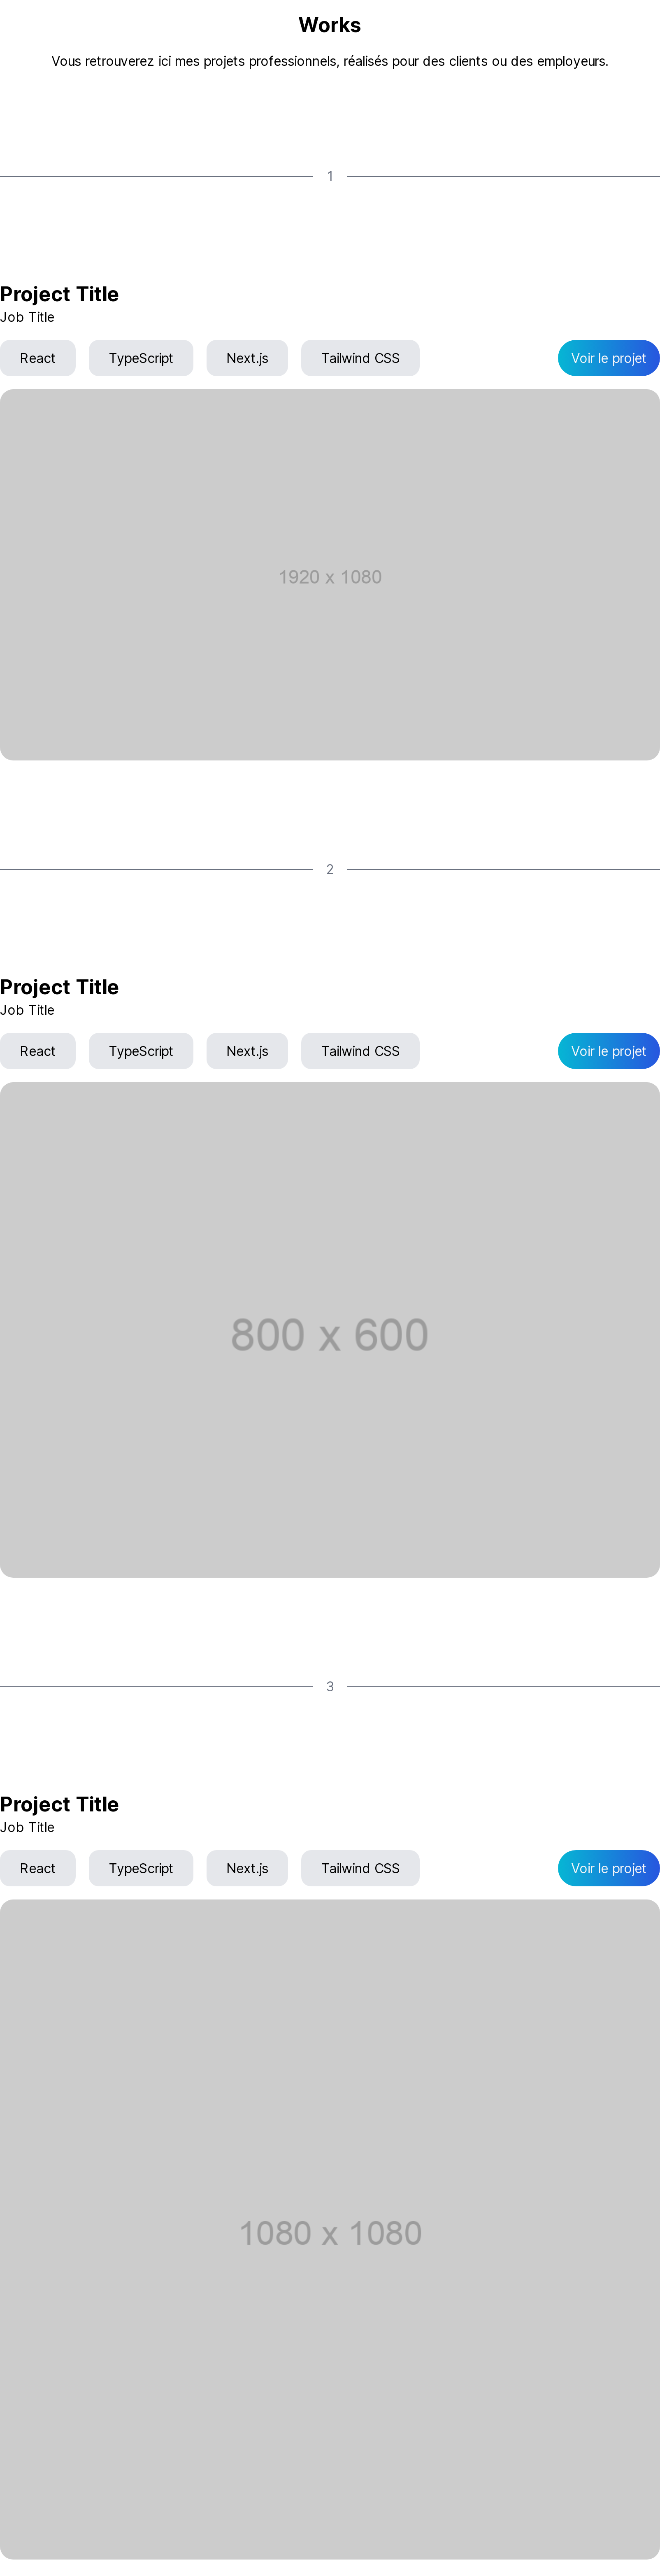 Works
Vous retrouverez ici mes projets professionnels, réalisés pour des clients ou des employeurs.
1
Project Title
Job Title
React TypeScript Next.js Tailwind CSS Voir le projet
1920 x 1080
2
Project Title
Job Title
React TypeScript Next.js Tailwind CSS Voir le projet
800 x 600
3
Project Title
Job Title
React TypeScript Next.js Tailwind CSS Voir le projet
1080 x 1080